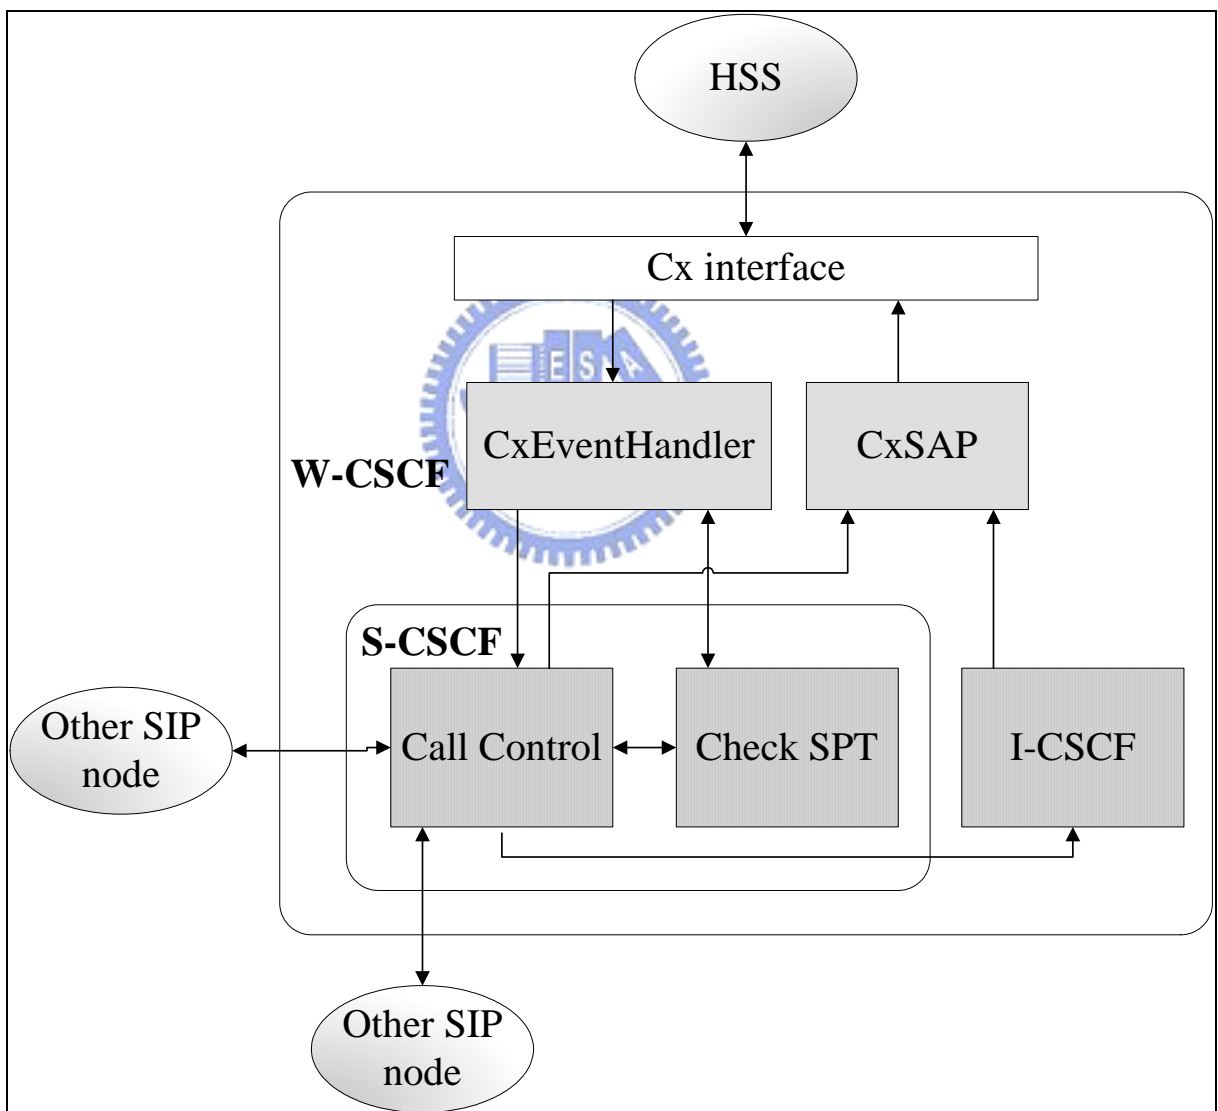 HSS
Cx interface
E S A
CxEventHandler
CxSAP
W-CSCF
S-CSCF
Other SIP
node
Call Control
Check SPT
I-CSCF
Other SIP
node